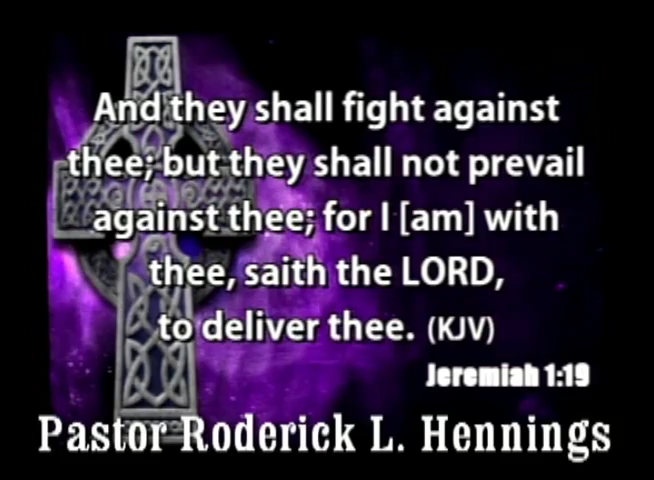 And they shall fight against
thee; but they shall not prevail
against thee; for I [am] with
thee, saith the LORD,
to deliver thee. (KJV)
Jeremiah 1:19
Pastor Roderick L. Hennings